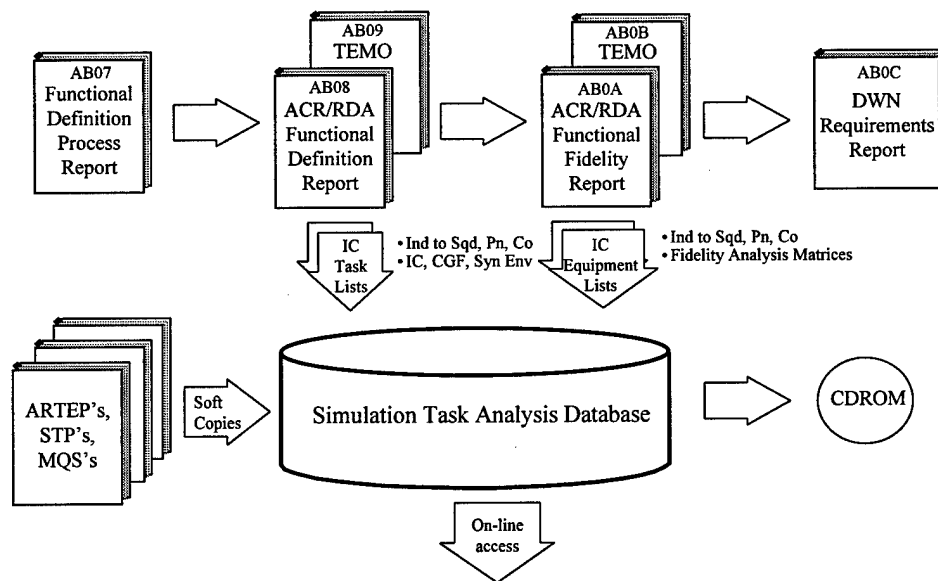 AB07
Functional
Definition
Process
Report
AB09
TEMO
AB08
ACR/RDA
Functional
Definition
Report
AB0B
TEMO
AB0A
ACR/RDA
Functional
Fidelity
Report
AB0C
DWN
Requirements
Report
IC
Task
Lists
• Ind to Sqd, Pn, Co
• IC, CGF, Syn Env
IC
Equipment
Lists
• Ind to Sqd, Pn, Co
• Fidelity Analysis Matrices
ARTEP's,
STP's,
MQS's
Soft
Copies
Simulation Task Analysis Database
CDROM
On-line
access